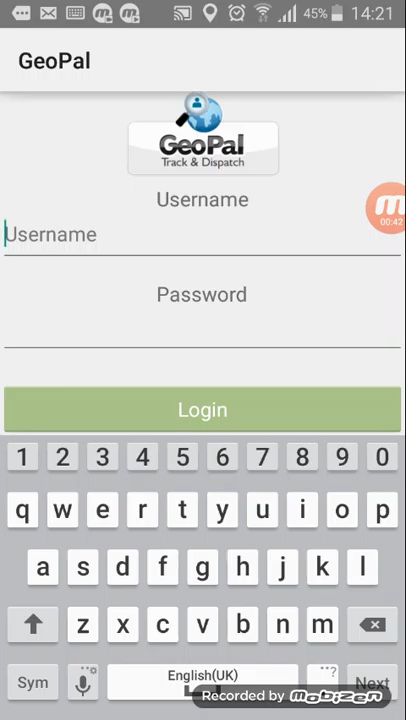 45% 14:21
GeoPal
GeoPal
Track & Dispatch
Username
00:42
Username
Password
Login
1 2 3 4 5 6 7 8 9 0
q w e r t y u i o p
a s d f g h j k l
z x c v b n m
Sym English(UK) ...? Next
Recorded by mobizen